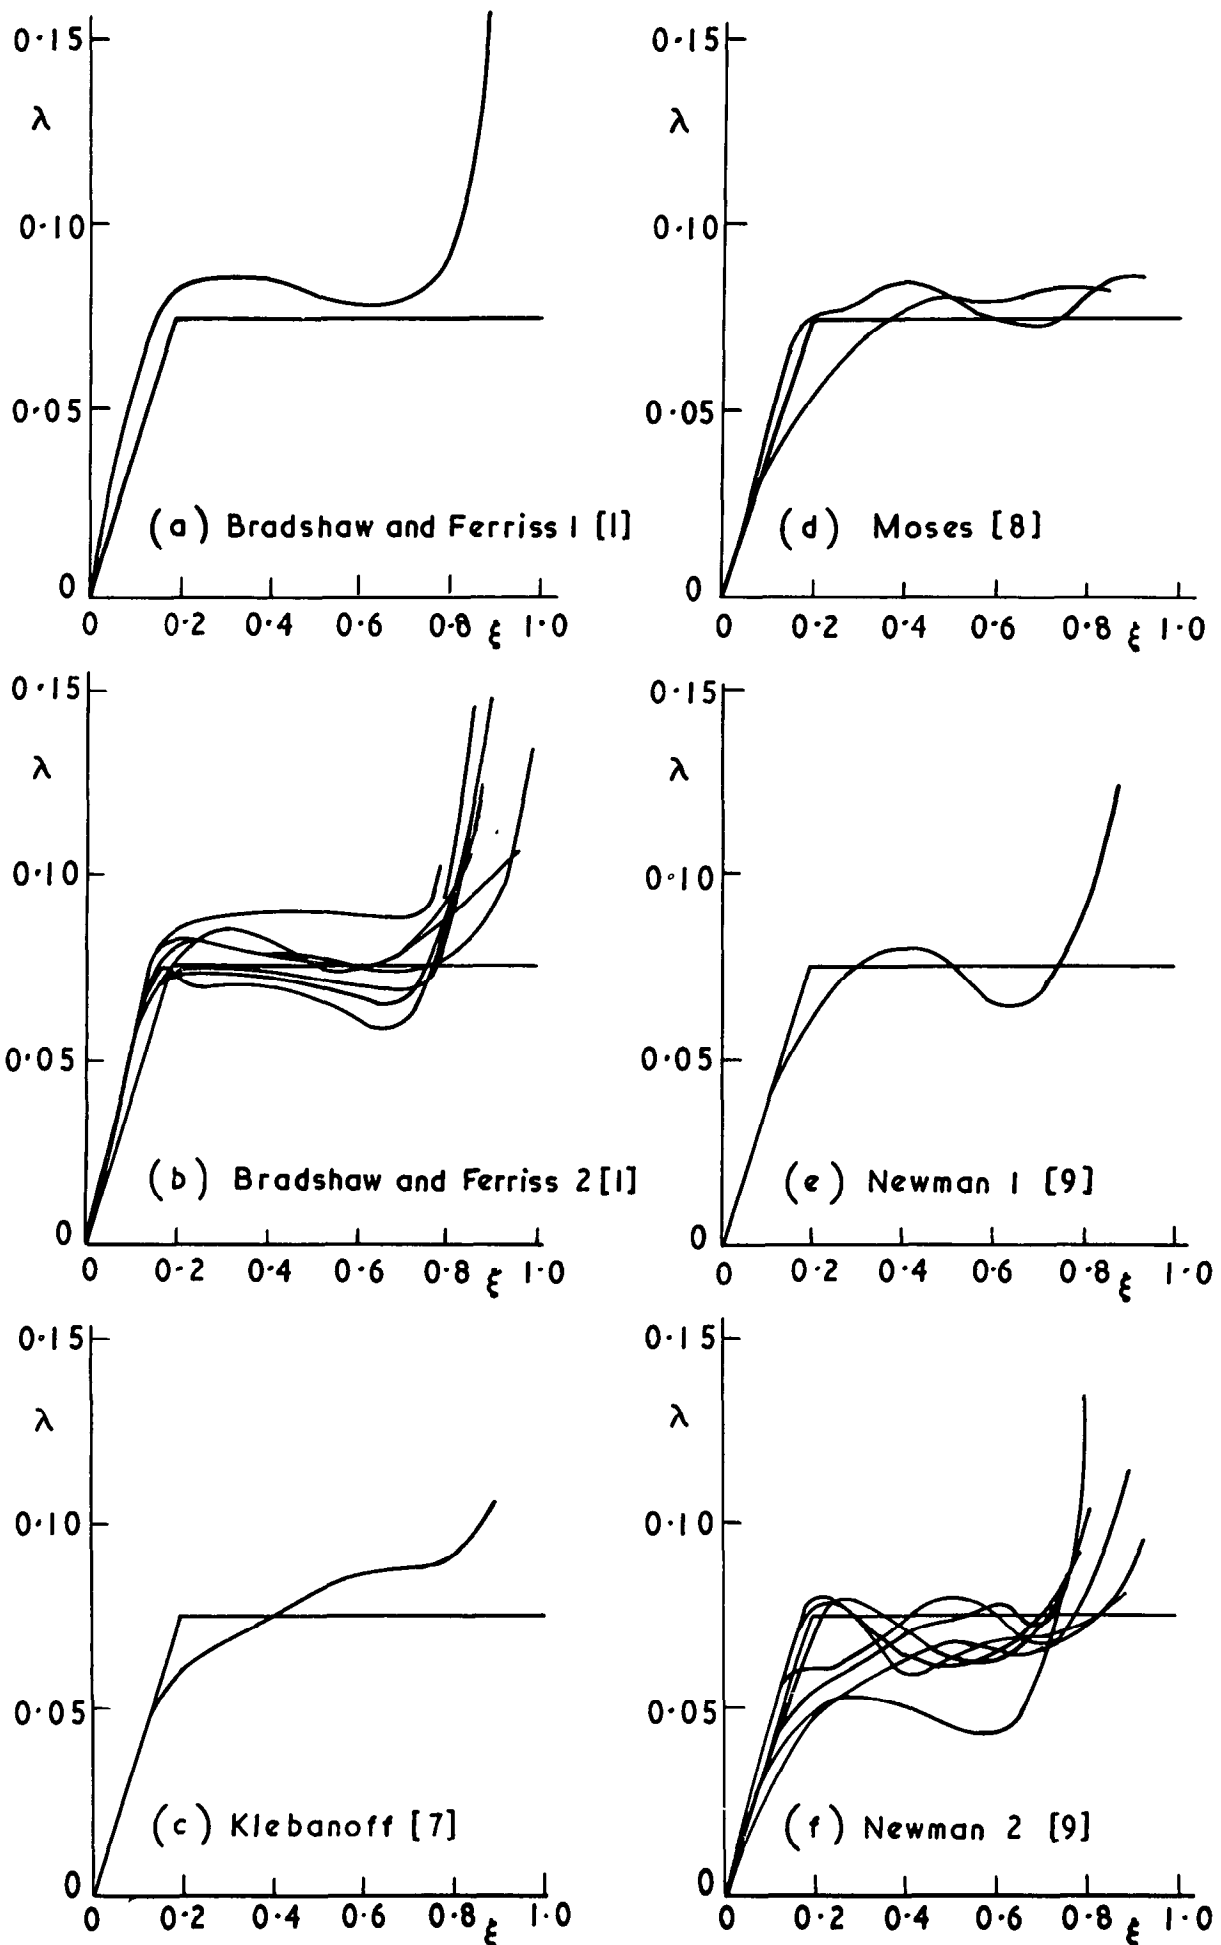 0·15
λ
0·10
0·05
0
0 0·2 0·4 0·6 0·8 ξ 1·0
(a) Bradshaw and Ferriss 1 [1]
0·15
λ
0·10
0·05
0
0 0·2 0·4 0·6 0·8 ξ 1·0
(d) Moses [8]
0·15
λ
0·10
0·05
0
0 0·2 0·4 0·6 0·8 ξ 1·0
(b) Bradshaw and Ferriss 2 [1]
0·15
λ
0·10
0·05
0
0 0·2 0·4 0·6 0·8 ξ 1·0
(e) Newman 1 [9]
0·15
λ
0·10
0·05
0
0 0·2 0·4 0·6 0·8 ξ 1·0
(c) Klebanoff [7]
0·15
λ
0·10
0·05
0
0 0·2 0·4 0·6 0·8 ξ 1·0
(f) Newman 2 [9]